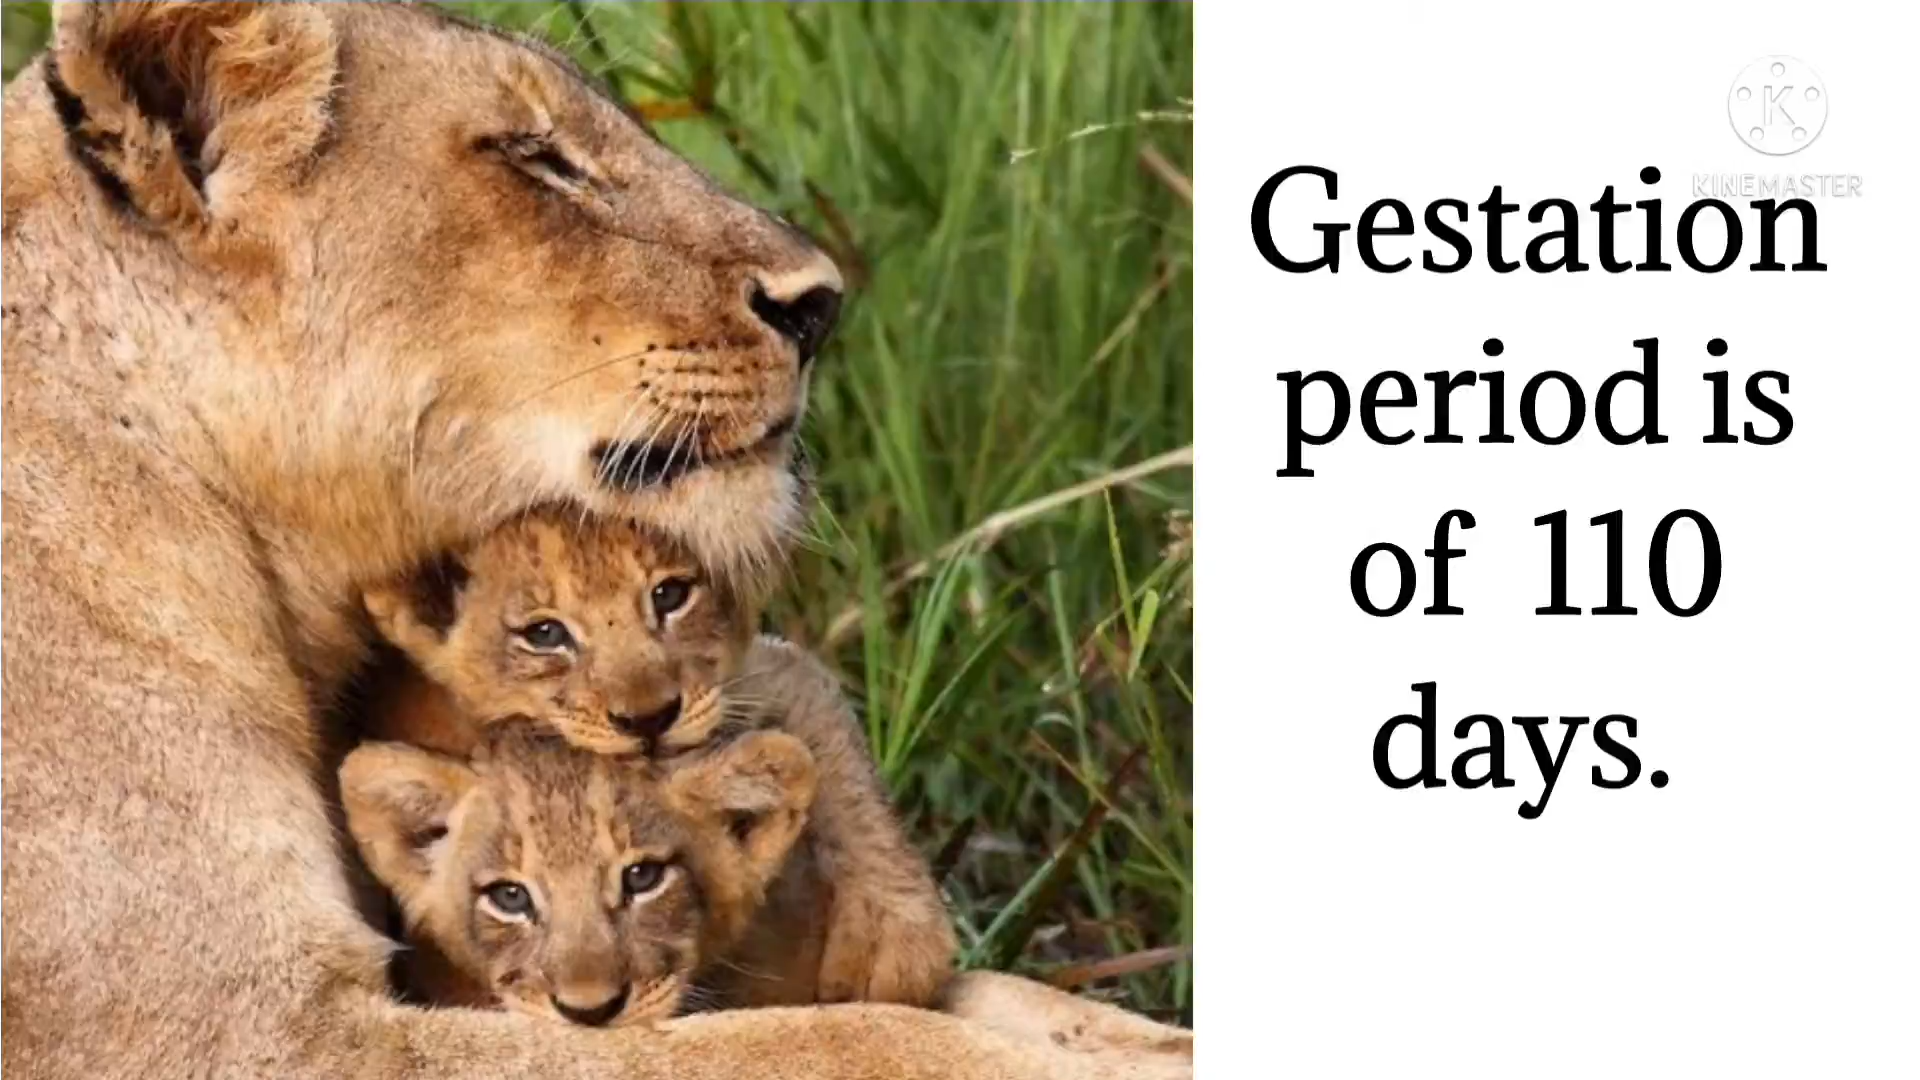 K
KINEMASTER
Gestation
period is
of 110
days.